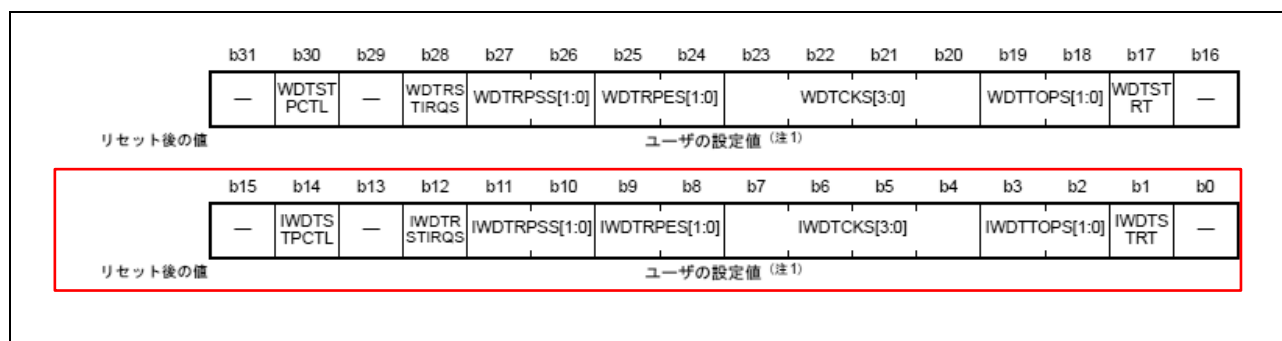 b31 b30 b29 b28 b27 b26 b25 b24 b23 b22 b21 b20 b19 b18 b17 b16
— WDTST PCTL — WDTRS TIRQS WDTRPSS[1:0] WDTRPES[1:0] WDTCKS[3:0] WDTTOPS[1:0] WDTST RT —
リセット後の値 ユーザの設定値 (注1)
b15 b14 b13 b12 b11 b10 b9 b8 b7 b6 b5 b4 b3 b2 b1 b0
— IWDTS TPCTL — IWDTR STIRQS IWDTRPSS[1:0] IWDTRPES[1:0] IWDTCKS[3:0] IWDTTOPS[1:0] IWDTS TRT —
リセット後の値 ユーザの設定値 (注1)